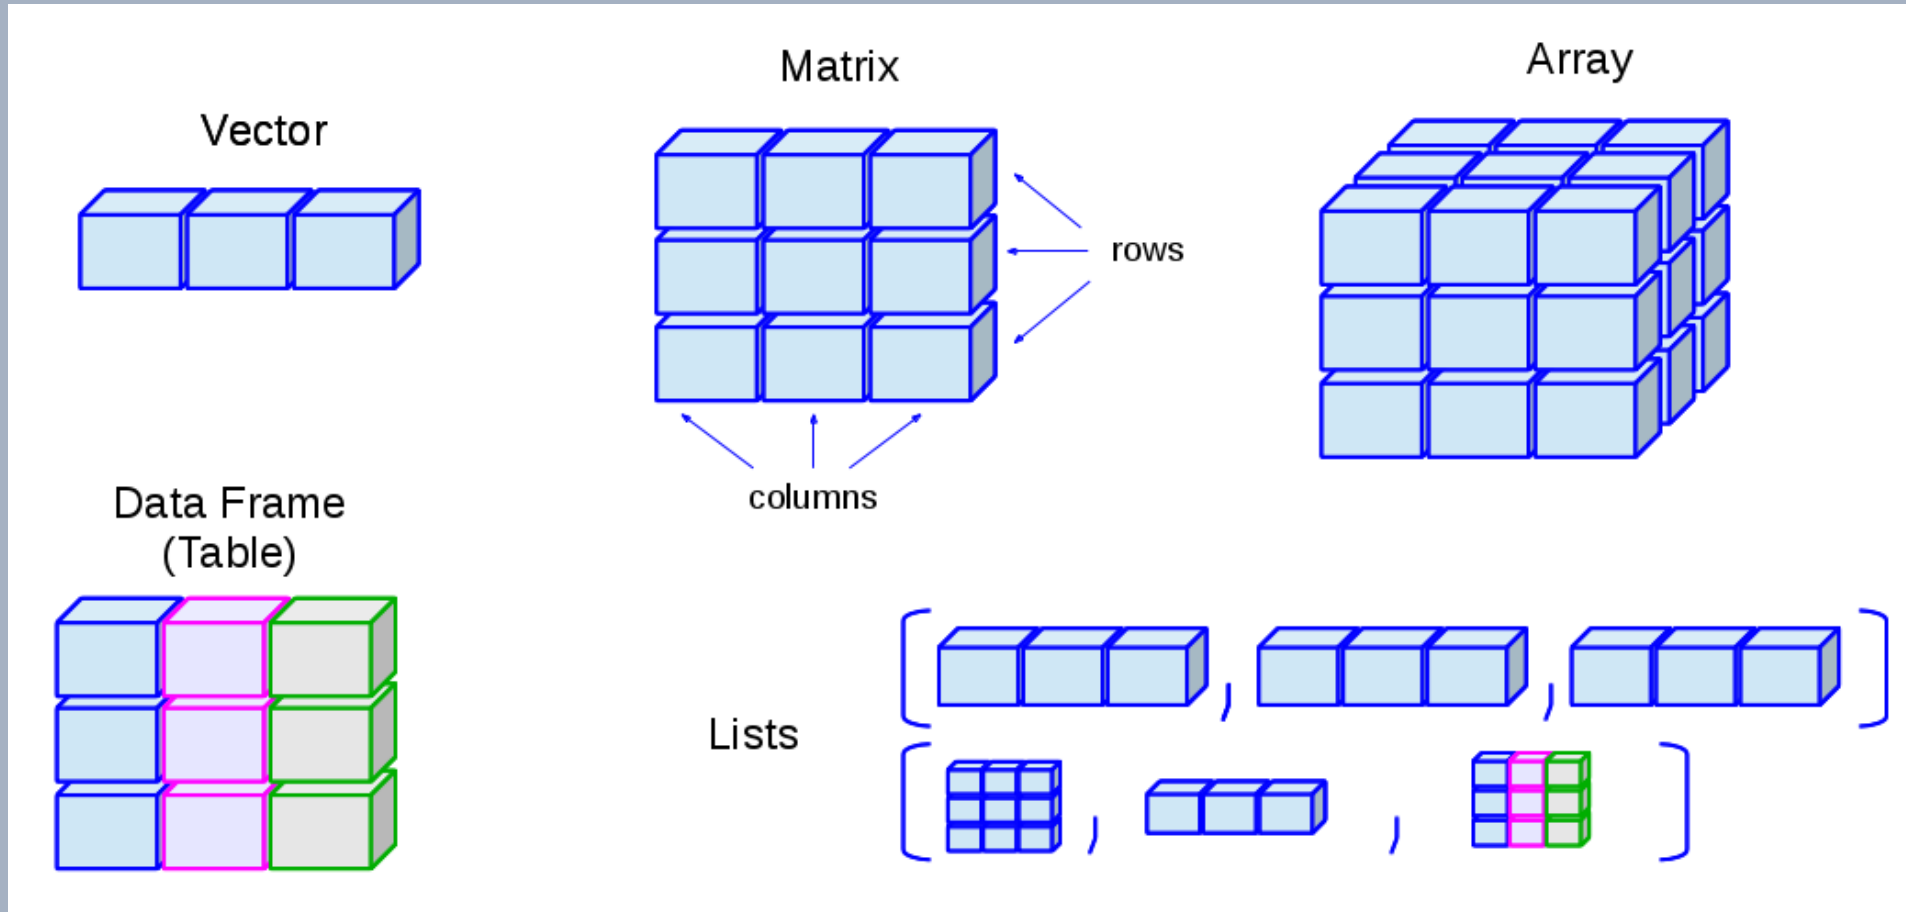 Vector
Matrix
Array
rows
columns
Data Frame
(Table)
Lists